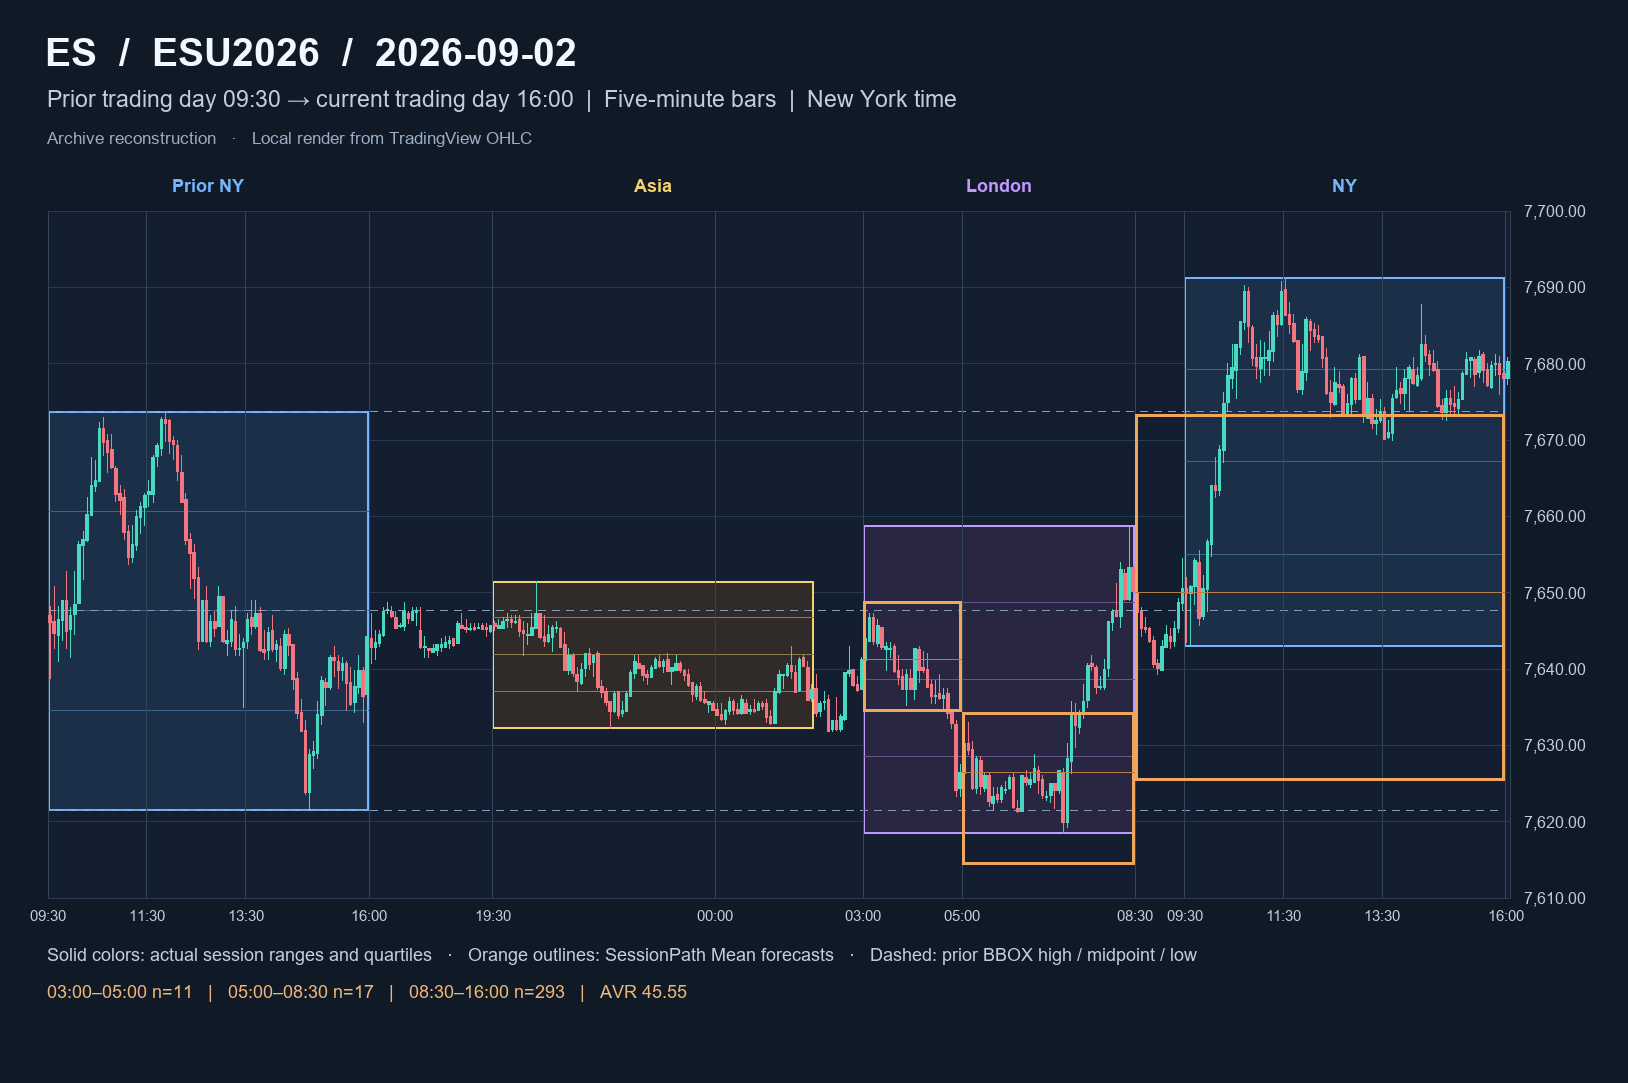 ES / ESU2026 / 2026-09-02
Prior trading day 09:30 → current trading day 16:00 | Five-minute bars | New York time
Archive reconstruction · Local render from TradingView OHLC
Prior NY Asia London NY
7,700.00
7,690.00
7,680.00
7,670.00
7,660.00
7,650.00
7,640.00
7,630.00
7,620.00
7,610.00
09:30 11:30 13:30 16:00 19:30 00:00 03:00 05:00 08:30 09:30 11:30 13:30 16:00
Solid colors: actual session ranges and quartiles · Orange outlines: SessionPath Mean forecasts · Dashed: prior BBOX high / midpoint / low
03:00–05:00 n=11 | 05:00–08:30 n=17 | 08:30–16:00 n=293 | AVR 45.55